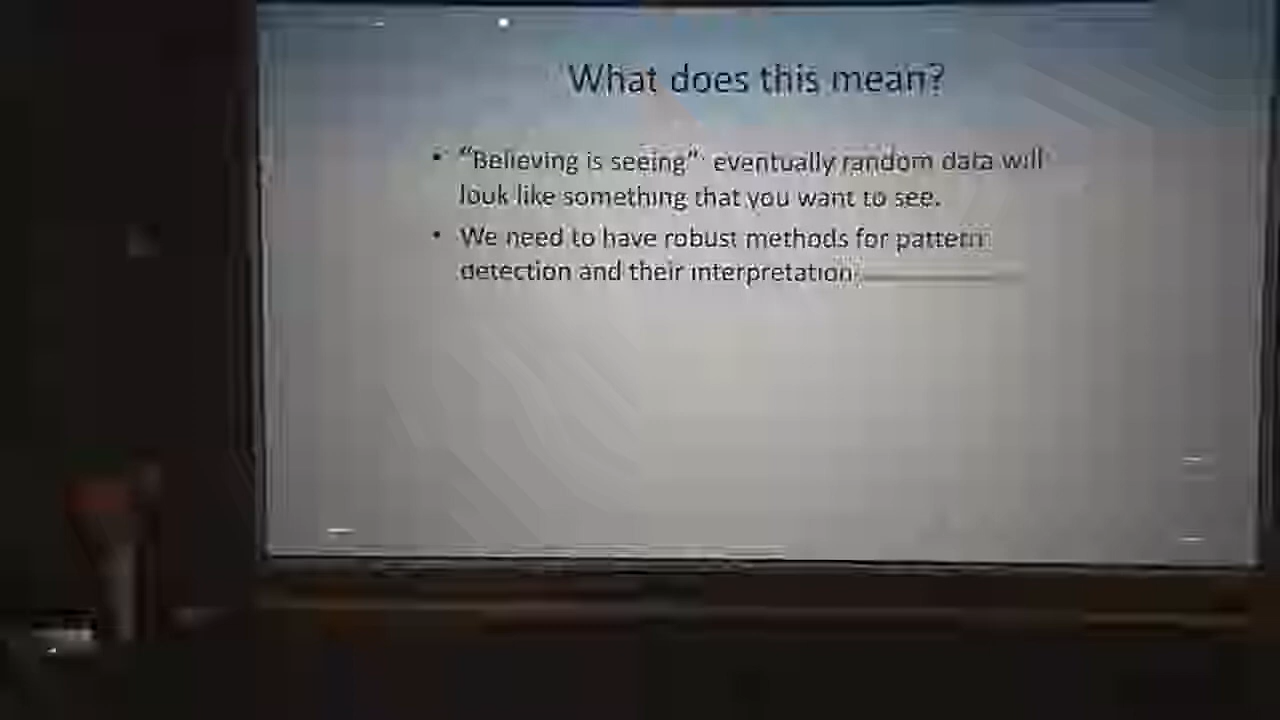 What does this mean?
• "Believing is seeing" eventually random data will
look like something that you want to see.
• We need to have robust methods for pattern
detection and their interpretation.